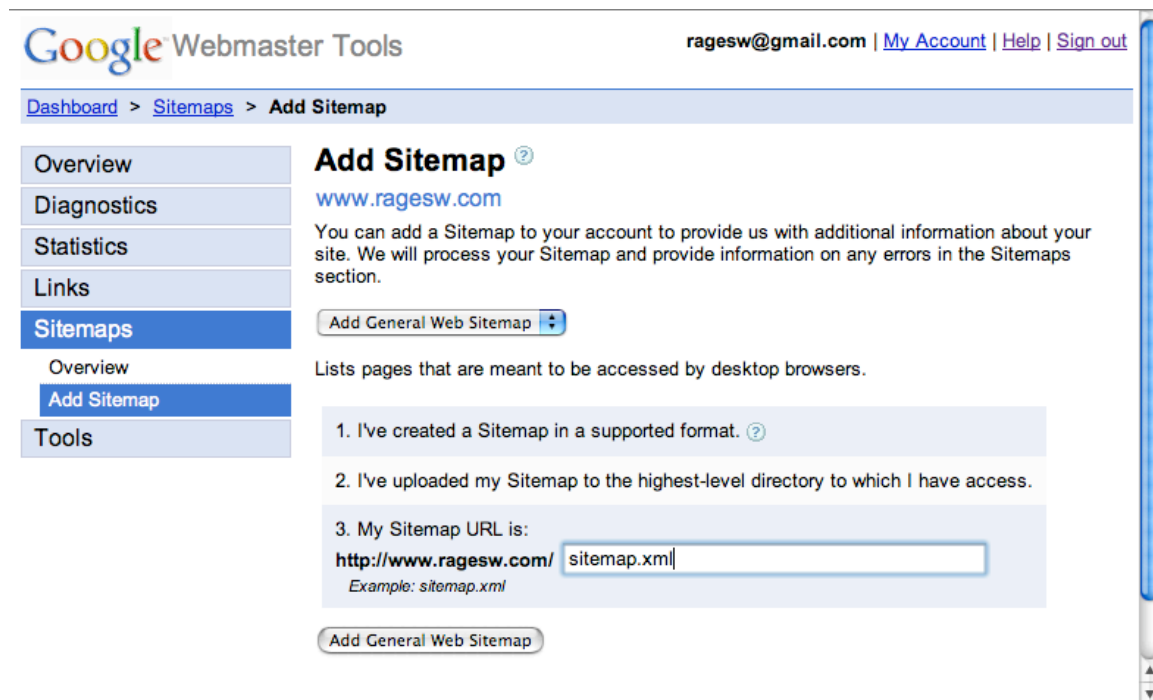 Google Webmaster Tools
ragesw@gmail.com | My Account | Help | Sign out
Dashboard > Sitemaps > Add Sitemap
Overview
Diagnostics
Statistics
Links
Sitemaps
Overview
Add Sitemap
Tools
Add Sitemap ?
www.ragesw.com
You can add a Sitemap to your account to provide us with additional information about your
site. We will process your Sitemap and provide information on any errors in the Sitemaps
section.
Add General Web Sitemap
Lists pages that are meant to be accessed by desktop browsers.
1. I've created a Sitemap in a supported format. ?
2. I've uploaded my Sitemap to the highest-level directory to which I have access.
3. My Sitemap URL is:
http://www.ragesw.com/ sitemap.xml
Example: sitemap.xml
Add General Web Sitemap